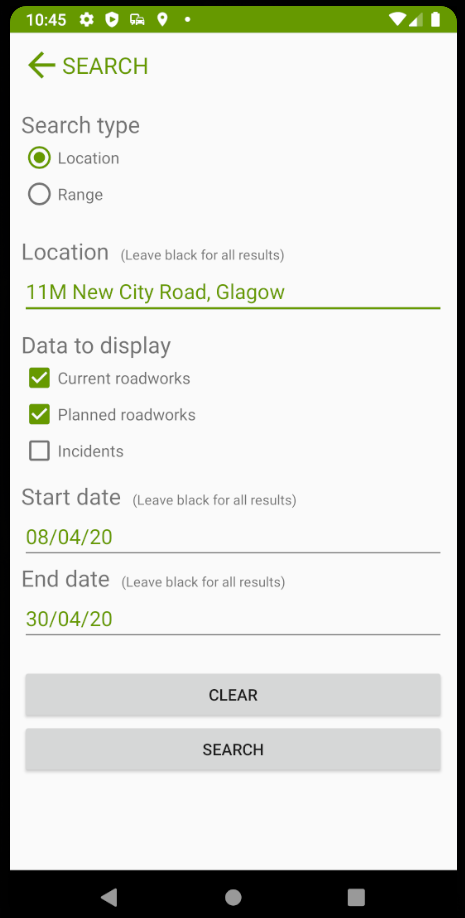 10:45
SEARCH
Search type
Location
Range
Location (Leave black for all results)
11M New City Road, Glagow
Data to display
Current roadworks
Planned roadworks
Incidents
Start date (Leave black for all results)
08/04/20
End date (Leave black for all results)
30/04/20
CLEAR
SEARCH